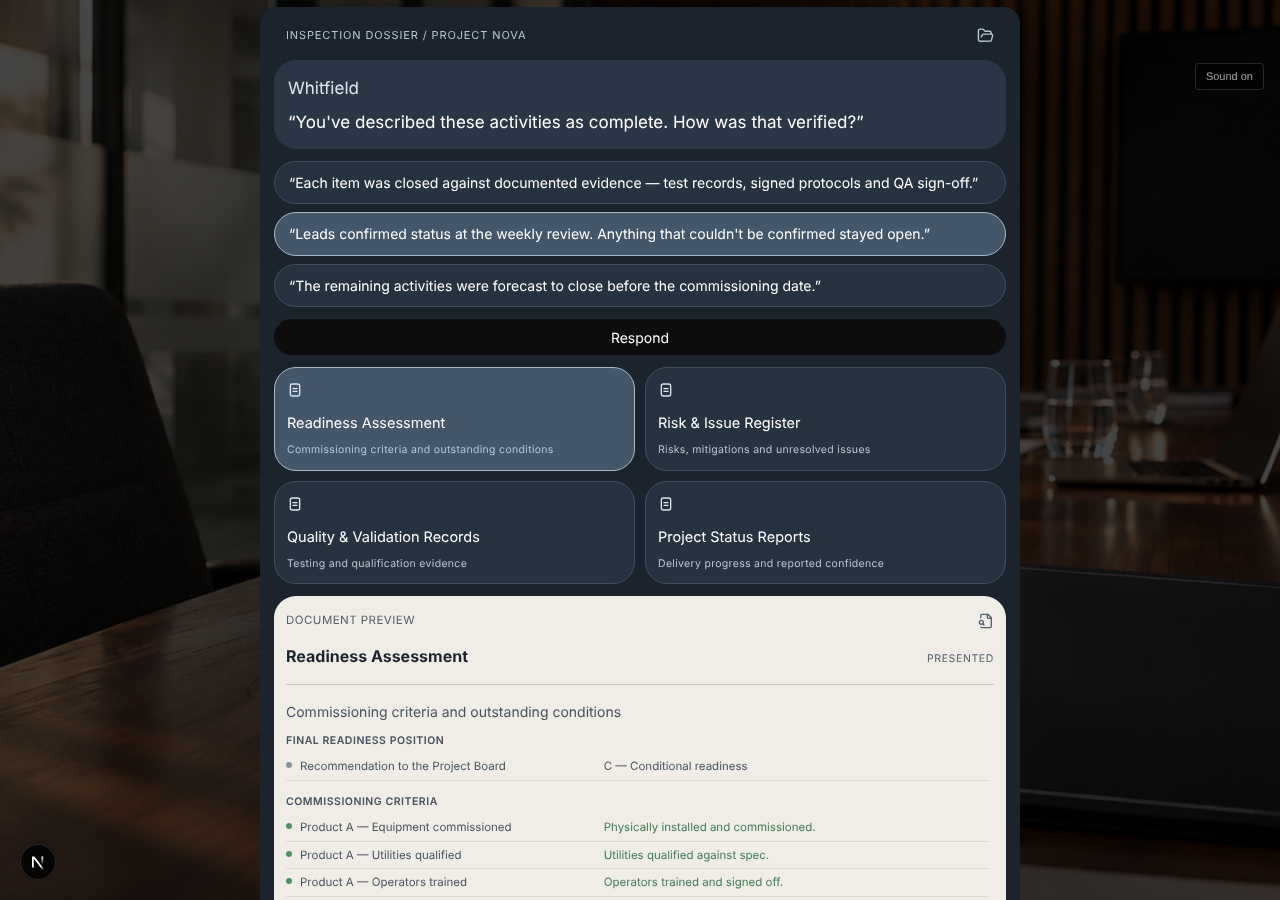 INSPECTION DOSSIER / PROJECT NOVA
Sound on
Whitfield
“You've described these activities as complete. How was that verified?”
“Each item was closed against documented evidence — test records, signed protocols and QA sign-off.”
“Leads confirmed status at the weekly review. Anything that couldn't be confirmed stayed open.”
“The remaining activities were forecast to close before the commissioning date.”
Respond
Readiness Assessment
Commissioning criteria and outstanding conditions
Risk & Issue Register
Risks, mitigations and unresolved issues
Quality & Validation Records
Testing and qualification evidence
Project Status Reports
Delivery progress and reported confidence
DOCUMENT PREVIEW
Readiness Assessment
PRESENTED
Commissioning criteria and outstanding conditions
FINAL READINESS POSITION
Recommendation to the Project Board C — Conditional readiness
COMMISSIONING CRITERIA
Product A — Equipment commissioned Physically installed and commissioned.
Product A — Utilities qualified Utilities qualified against spec.
Product A — Operators trained Operators trained and signed off.
N